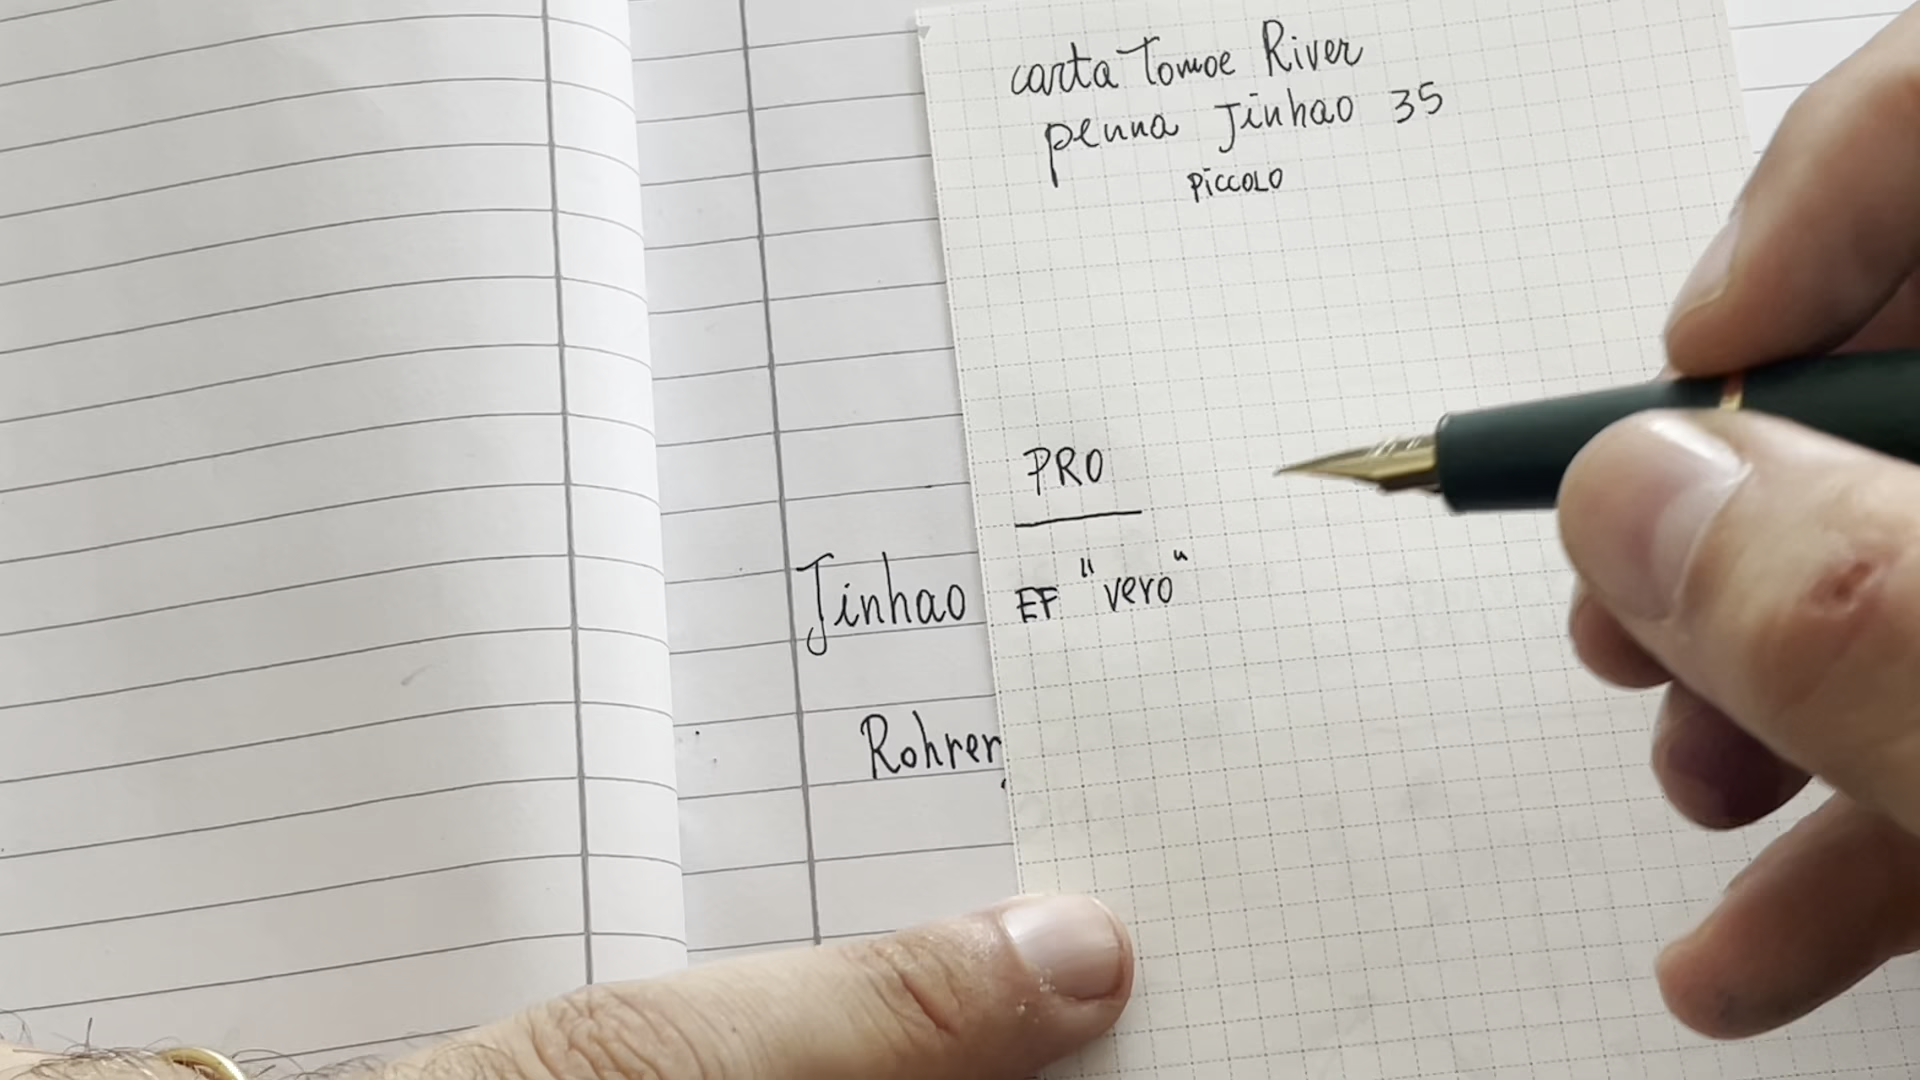 carta Tomoe River
penna Jinhao 35
PiCCOLO
PRO
EF "vero"
Jinhao
Rohrer